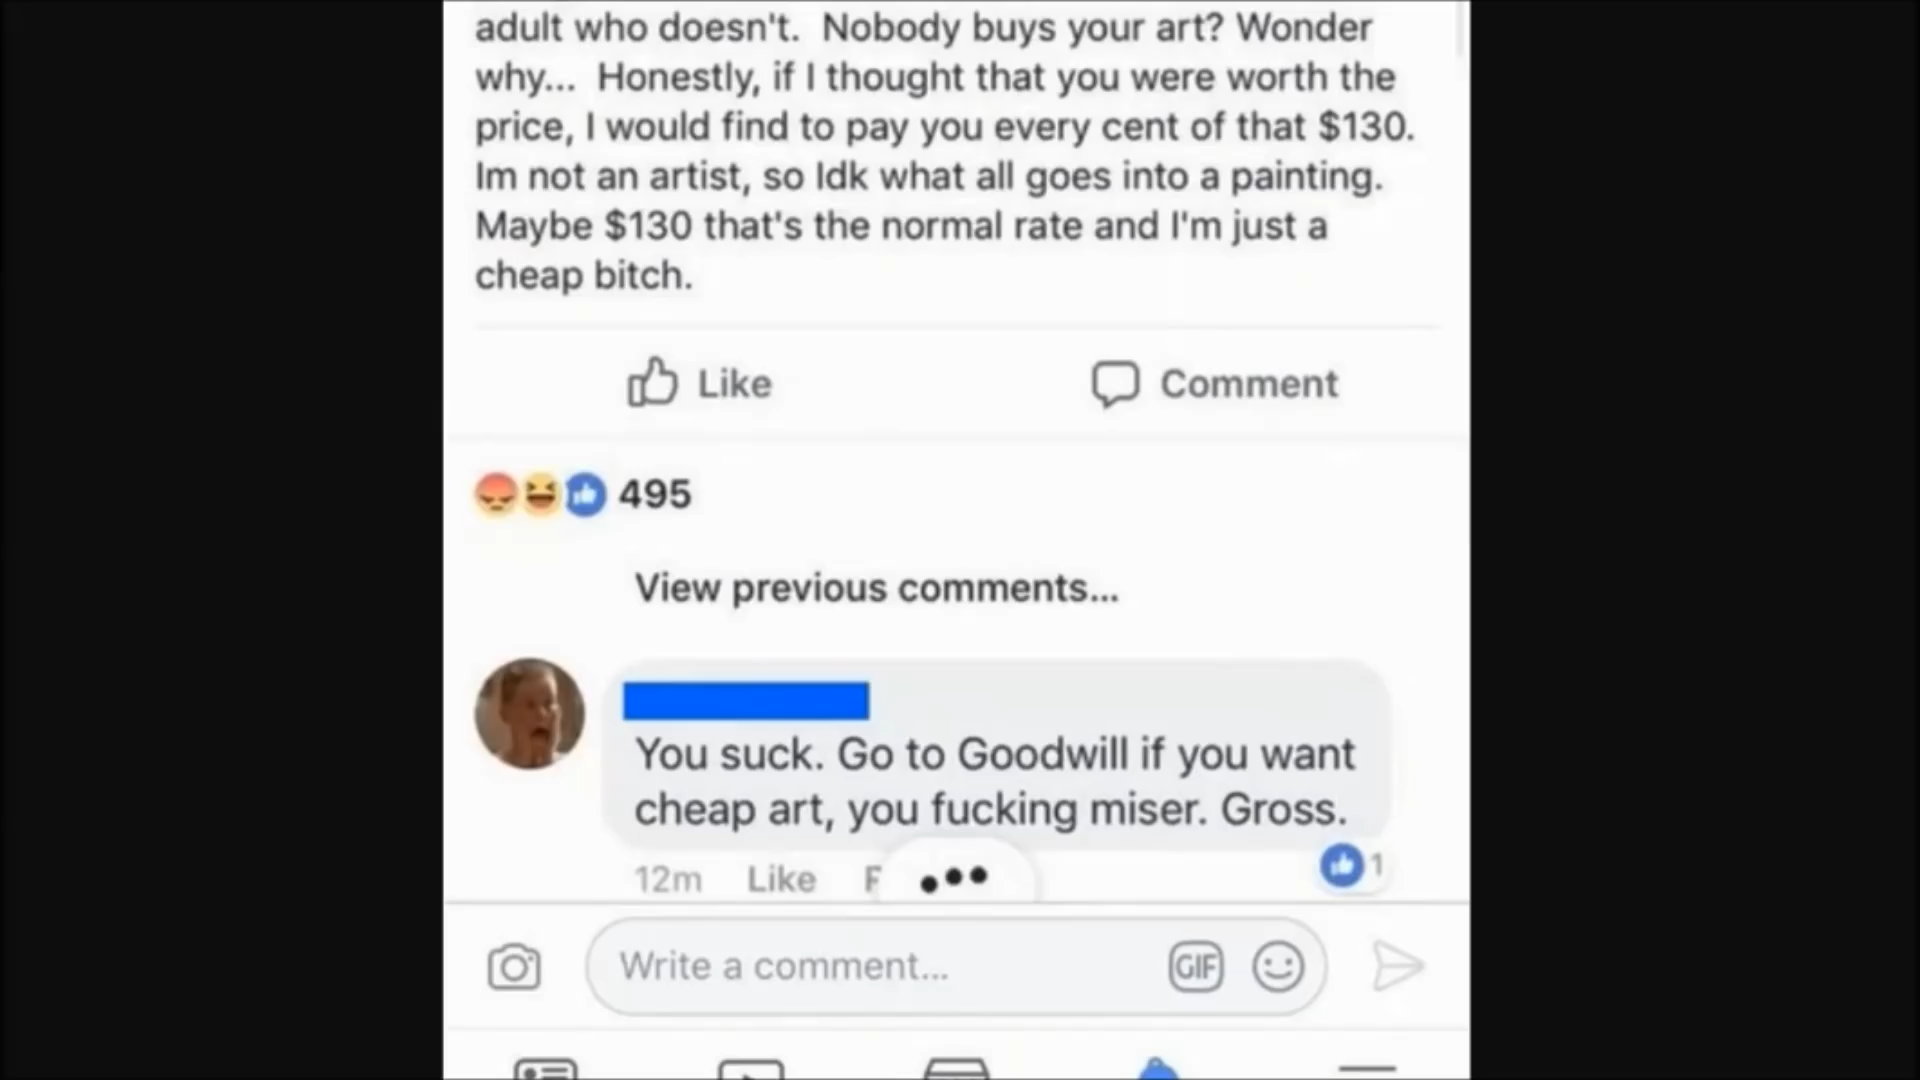 adult who doesn't. Nobody buys your art? Wonder
why... Honestly, if I thought that you were worth the
price, I would find to pay you every cent of that $130.
Im not an artist, so Idk what all goes into a painting.
Maybe $130 that's the normal rate and I'm just a
cheap bitch.
Like Comment
495
View previous comments...
You suck. Go to Goodwill if you want
cheap art, you fucking miser. Gross.
12m Like
1
Write a comment... GIF